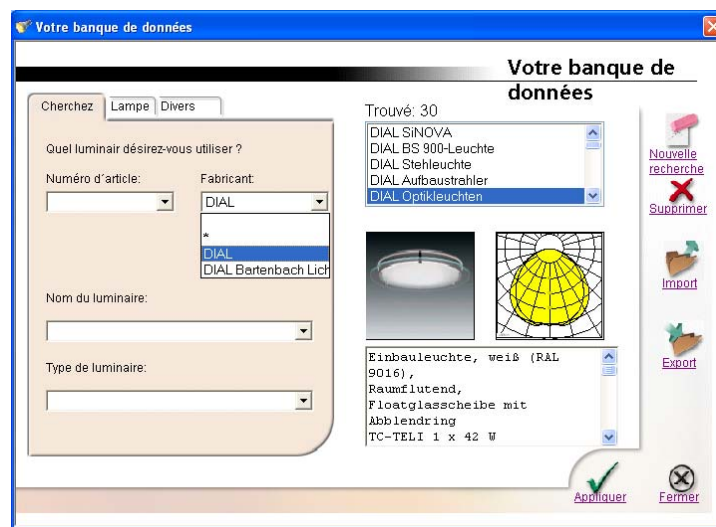 Votre banque de données
Votre banque de
données
Cherchez
Lampe
Divers
Quel luminair désirez-vous utiliser ?
Numéro d´article:
Fabricant:
DIAL
*
DIAL
DIAL Bartenbach Lich
Nom du luminaire:
Type de luminaire:
Trouvé: 30
DIAL SiNOVA
DIAL BS 900-Leuchte
DIAL Stehleuchte
DIAL Aufbaustrahler
DIAL Optikleuchten
Einbauleuchte, weiß (RAL
9016),
Raumflutend,
Floatglasscheibe mit
Abblendring
TC-TELI 1 x 42 W
Nouvelle
recherche
Supprimer
Import
Export
Appliquer
Fermer